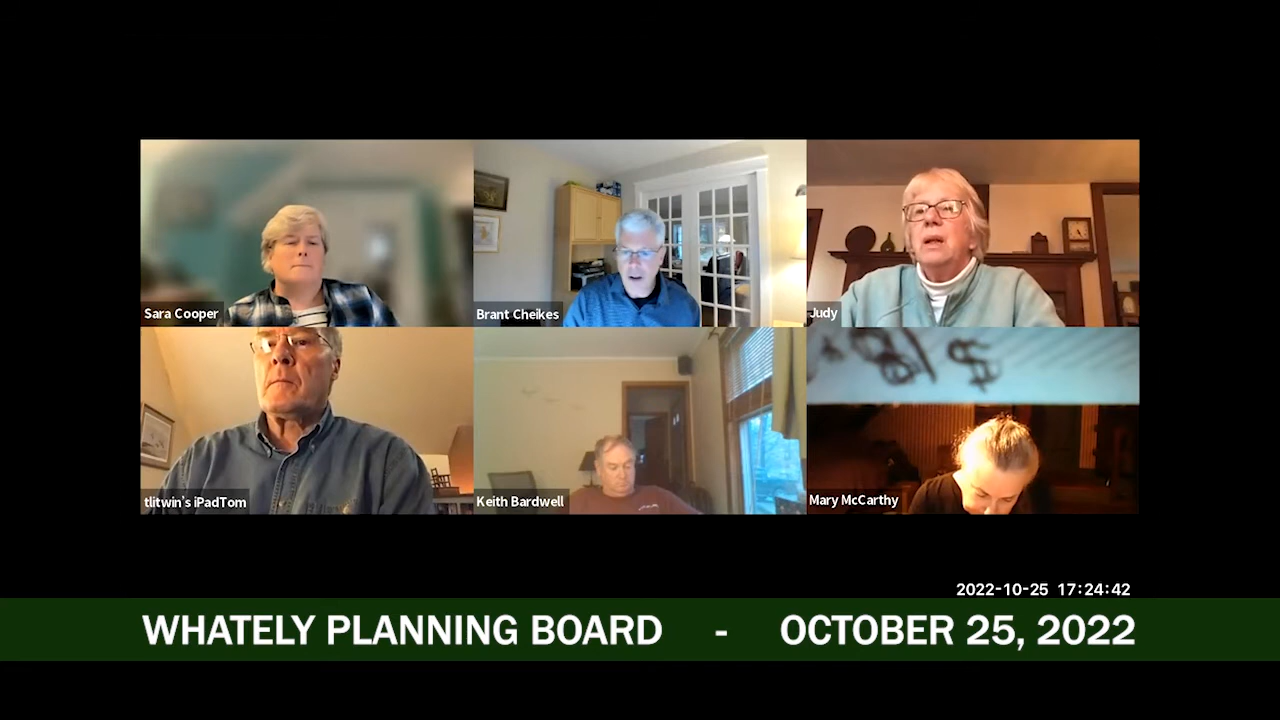 Sara Cooper
Brant Cheikes
Judy
tlitwin's iPadTom
Keith Bardwell
Mary McCarthy
2022-10-25 17:24:42
WHATELY PLANNING BOARD - OCTOBER 25, 2022